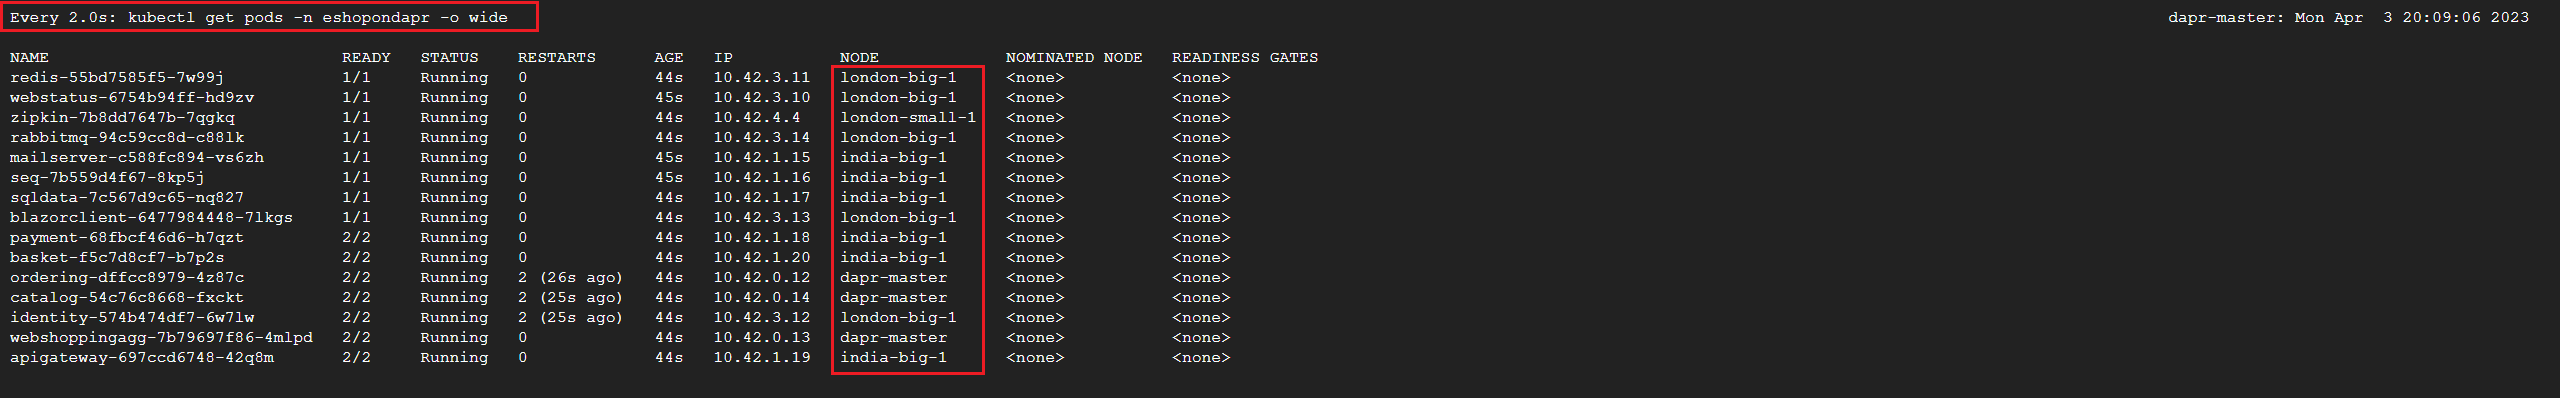 Every 2.0s: kubectl get pods -n eshopondapr -o wide dapr-master: Mon Apr  3 20:09:06 2023
NAME READY STATUS RESTARTS AGE IP NODE NOMINATED NODE READINESS GATES
redis-55bd7585f5-7w99j 1/1 Running 0 44s 10.42.3.11 london-big-1 <none> <none>
webstatus-6754b94ff-hd9zv 1/1 Running 0 45s 10.42.3.10 london-big-1 <none> <none>
zipkin-7b8dd7647b-7qgkq 1/1 Running 0 44s 10.42.4.4 london-small-1 <none> <none>
rabbitmq-94c59cc8d-c88lk 1/1 Running 0 44s 10.42.3.14 london-big-1 <none> <none>
mailserver-c588fc894-vs6zh 1/1 Running 0 45s 10.42.1.15 india-big-1 <none> <none>
seq-7b559d4f67-8kp5j 1/1 Running 0 45s 10.42.1.16 india-big-1 <none> <none>
sqldata-7c567d9c65-nq827 1/1 Running 0 44s 10.42.1.17 india-big-1 <none> <none>
blazorclient-6477984448-7lkgs 1/1 Running 0 44s 10.42.3.13 london-big-1 <none> <none>
payment-68fbcf46d6-h7qzt 2/2 Running 0 44s 10.42.1.18 india-big-1 <none> <none>
basket-f5c7d8cf7-b7p2s 2/2 Running 0 44s 10.42.1.20 india-big-1 <none> <none>
ordering-dffcc8979-4z87c 2/2 Running 2 (26s ago) 44s 10.42.0.12 dapr-master <none> <none>
catalog-54c76c8668-fxckt 2/2 Running 2 (25s ago) 44s 10.42.0.14 dapr-master <none> <none>
identity-574b474df7-6w7lw 2/2 Running 2 (25s ago) 44s 10.42.3.12 london-big-1 <none> <none>
webshoppingagg-7b79697f86-4mlpd 2/2 Running 0 44s 10.42.0.13 dapr-master <none> <none>
apigateway-697ccd6748-42q8m 2/2 Running 0 44s 10.42.1.19 india-big-1 <none> <none>